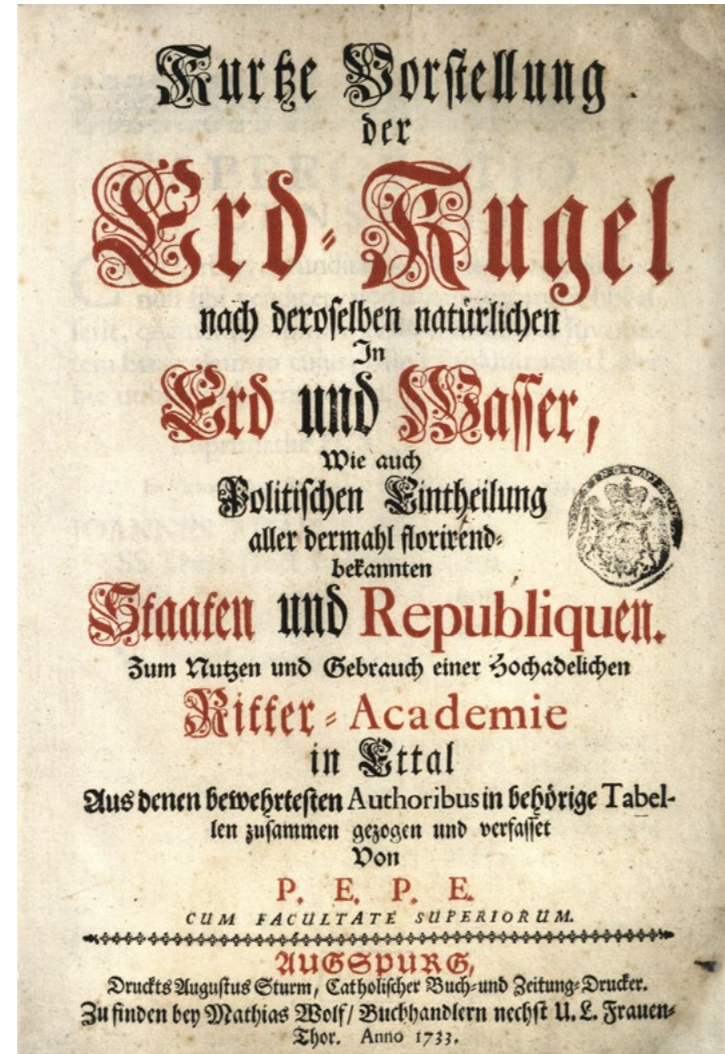 Kurtze Vorstellung
der
Erd-Kugel
nach deroselben natürlichen
In
Erd und Wasser,
Wie auch
Politischen Eintheilung
aller dermahl florirend-
bekannten
Staaten und Republiquen.
Zum Nutzen und Gebrauch einer Hochadelichen
Ritter-Academie
in Ettal
Aus denen bewehrtesten Authoribus in behörige Tabel-
len zusammen gezogen und verfasset
Von
P. E. P. E.
CUM FACULTATE SUPERIORUM.
AUGSPURG,
Druckts Augustus Sturm, Catholischer Buch-und Zeitung-Drucker.
Zu finden bey Mathias Wolf/ Buchhandlern nechst U. L. Frauen-
Thor. Anno 1733.